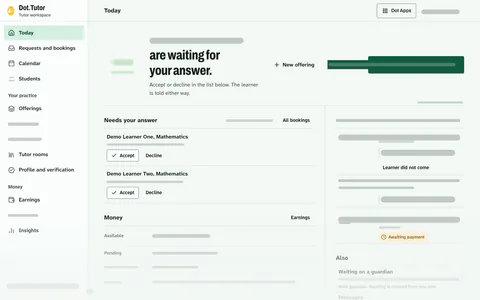 Dot.Tutor
Tutor workspace
Today
Requests and bookings
Calendar
Students
Your practice
Offerings
Tutor rooms
Profile and verification
Money
Earnings
Insights
Today
Dot Apps
are waiting for
your answer.
Accept or decline in the list below. The learner
is told either way.
New offering
Needs your answer
All bookings
Demo Learner One, Mathematics
Accept
Decline
Demo Learner Two, Mathematics
Accept
Decline
Money
Earnings
Available
Pending
Learner did not come
Awaiting payment
Also
Waiting on a guardian
Messages